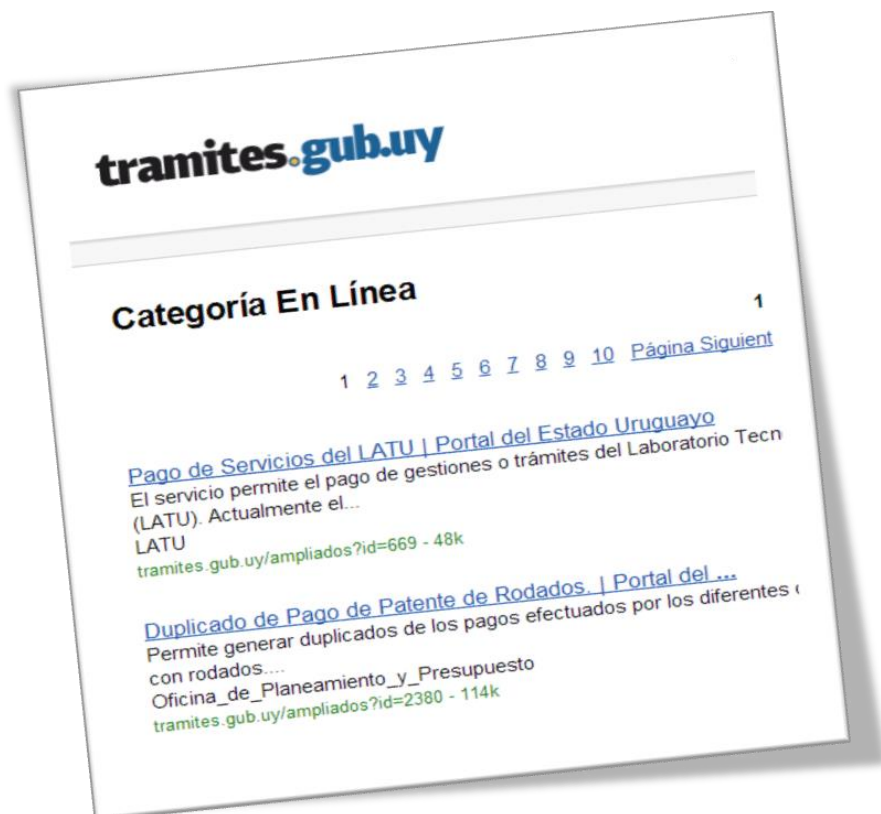 tramites.gub.uy
Categoría En Línea
1
1 2 3 4 5 6 7 8 9 10 Página Siguient
Pago de Servicios del LATU | Portal del Estado Uruguayo
El servicio permite el pago de gestiones o trámites del Laboratorio Tecn
(LATU). Actualmente el...
LATU
tramites.gub.uy/ampliados?id=669 - 48k
Duplicado de Pago de Patente de Rodados. | Portal del ...
Permite generar duplicados de los pagos efectuados por los diferentes
con rodados....
Oficina_de_Planeamiento_y_Presupuesto
tramites.gub.uy/ampliados?id=2380 - 114k